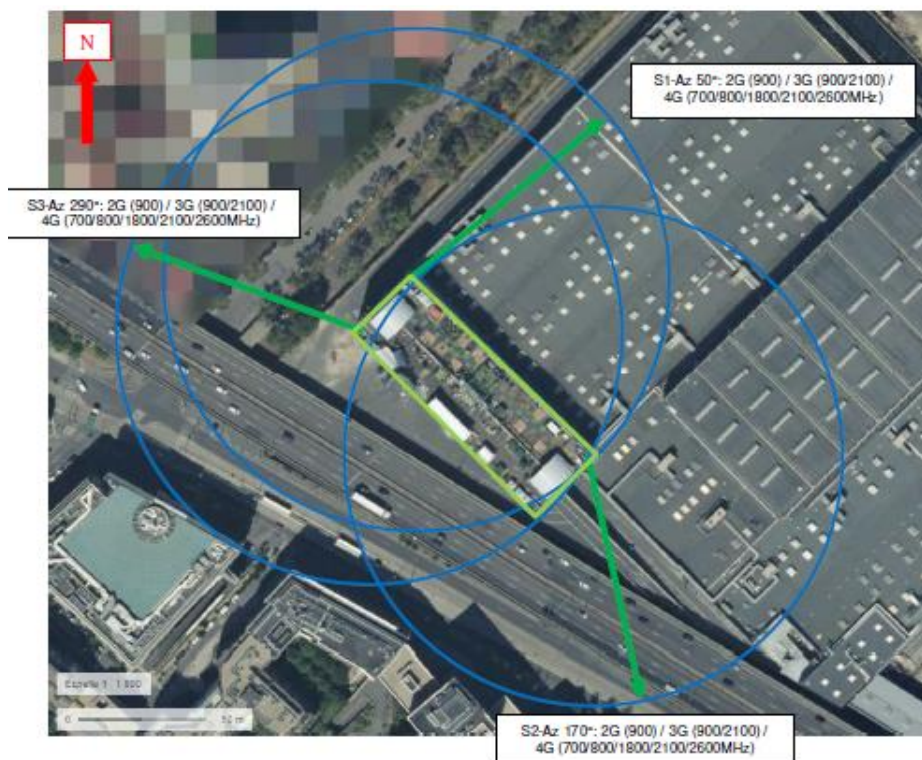 N
S1-Az 50°: 2G (900) / 3G (900/2100) /
4G (700/800/1800/2100/2600MHz)
S3-Az 290°: 2G (900) / 3G (900/2100) /
4G (700/800/1800/2100/2600MHz)
Echelle 1 :
0 m
S2-Az 170°: 2G (900) / 3G (900/2100) /
4G (700/800/1800/2100/2600MHz)